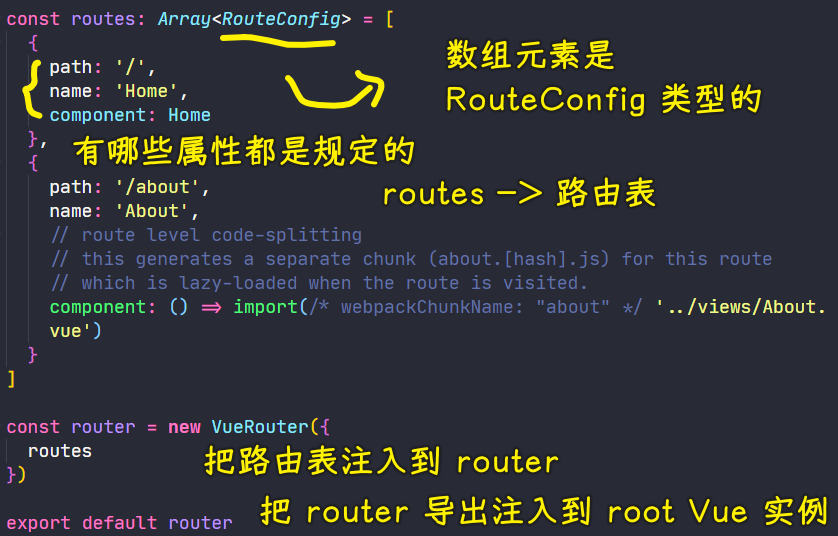 const routes: Array<RouteConfig> = [
{
path: '/',
name: 'Home',
component: Home
},
数组元素是
RouteConfig 类型的
有哪些属性都是规定的
{
path: '/about',
name: 'About',
routes -> 路由表
// route level code-splitting
// this generates a separate chunk (about.[hash].js) for this route
// which is lazy-loaded when the route is visited.
component: () => import(/* webpackChunkName: "about" */ '../views/About.
vue')
}
]
const router = new VueRouter({
routes
})
把路由表注入到 router
export default router
把 router 导出注入到 root Vue 实例